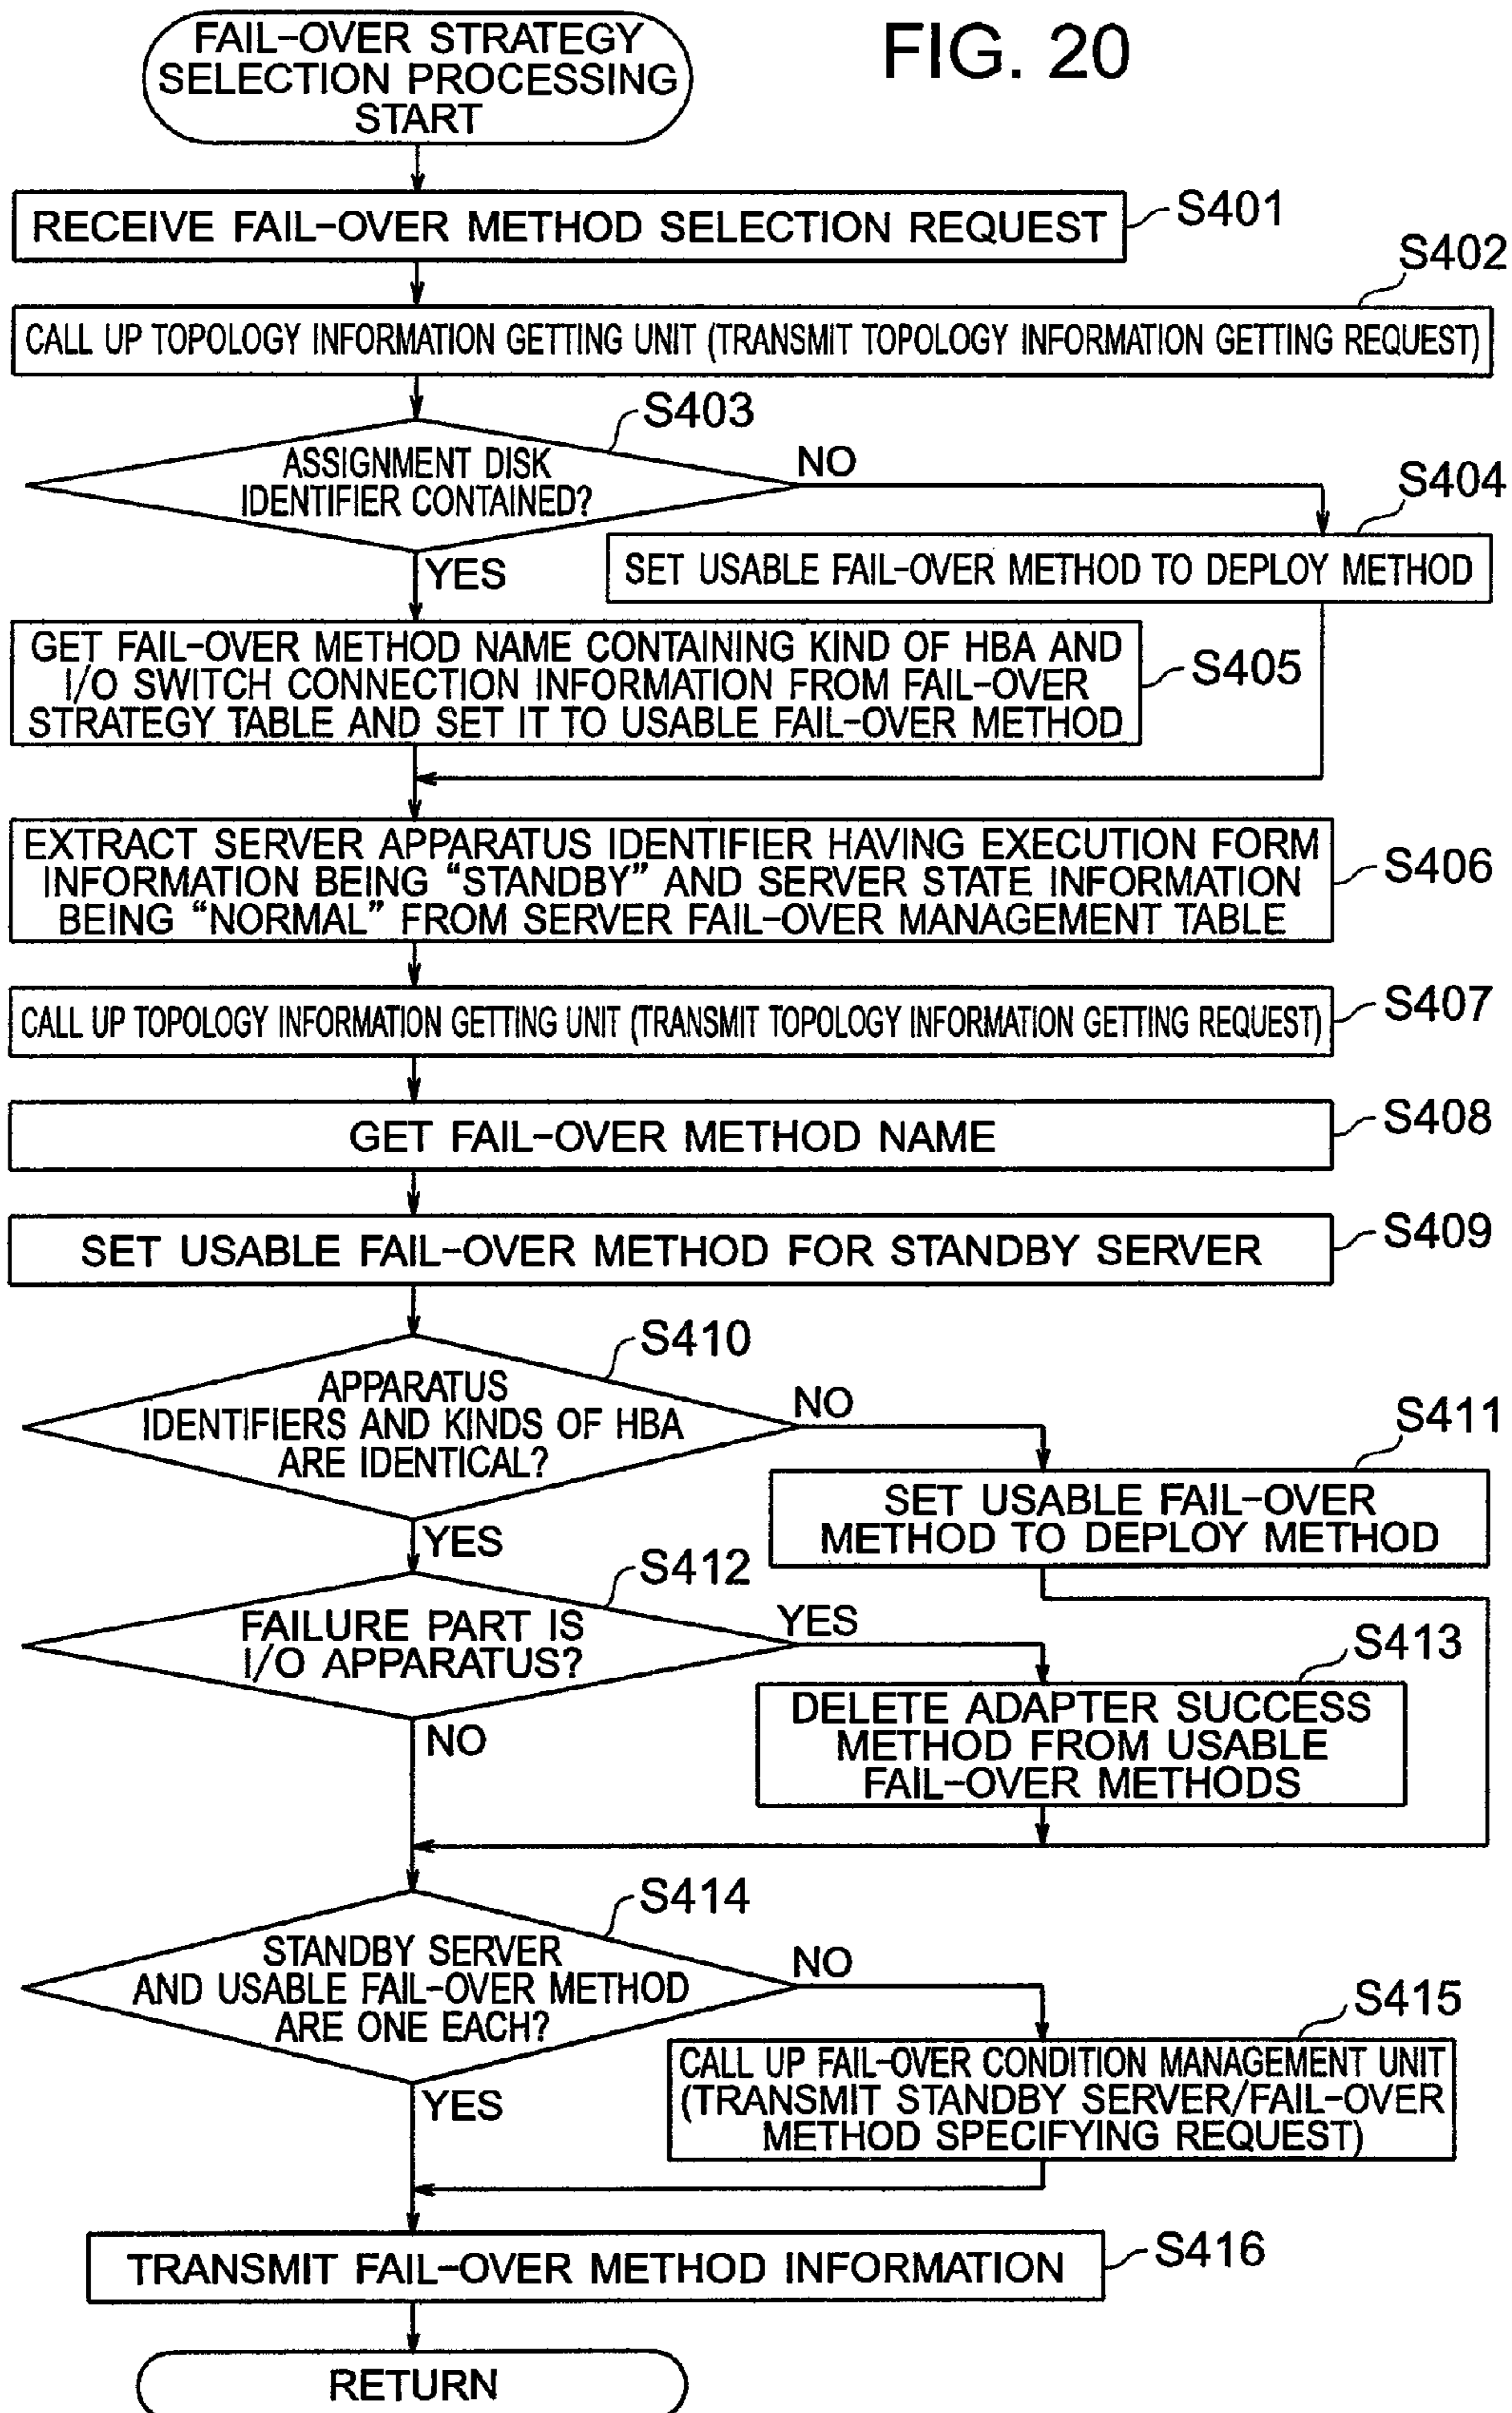 FIG. 20
FAIL-OVER STRATEGY
SELECTION PROCESSING
START
RECEIVE FAIL-OVER METHOD SELECTION REQUEST
S401
S402
CALL UP TOPOLOGY INFORMATION GETTING UNIT (TRANSMIT TOPOLOGY INFORMATION GETTING REQUEST)
S403
ASSIGNMENT DISK
IDENTIFIER CONTAINED?
NO
YES
S404
SET USABLE FAIL-OVER METHOD TO DEPLOY METHOD
GET FAIL-OVER METHOD NAME CONTAINING KIND OF HBA AND
I/O SWITCH CONNECTION INFORMATION FROM FAIL-OVER
STRATEGY TABLE AND SET IT TO USABLE FAIL-OVER METHOD
S405
EXTRACT SERVER APPARATUS IDENTIFIER HAVING EXECUTION FORM
INFORMATION BEING “STANDBY” AND SERVER STATE INFORMATION
BEING “NORMAL” FROM SERVER FAIL-OVER MANAGEMENT TABLE
S406
CALL UP TOPOLOGY INFORMATION GETTING UNIT (TRANSMIT TOPOLOGY INFORMATION GETTING REQUEST)
S407
GET FAIL-OVER METHOD NAME
S408
SET USABLE FAIL-OVER METHOD FOR STANDBY SERVER
S409
S410
APPARATUS
IDENTIFIERS AND KINDS OF HBA
ARE IDENTICAL?
NO
YES
S411
SET USABLE FAIL-OVER
METHOD TO DEPLOY METHOD
S412
FAILURE PART IS
I/O APPARATUS?
YES
NO
S413
DELETE ADAPTER SUCCESS
METHOD FROM USABLE
FAIL-OVER METHODS
S414
STANDBY SERVER
AND USABLE FAIL-OVER METHOD
ARE ONE EACH?
NO
YES
S415
CALL UP FAIL-OVER CONDITION MANAGEMENT UNIT
(TRANSMIT STANDBY SERVER/FAIL-OVER
METHOD SPECIFYING REQUEST)
TRANSMIT FAIL-OVER METHOD INFORMATION
S416
RETURN